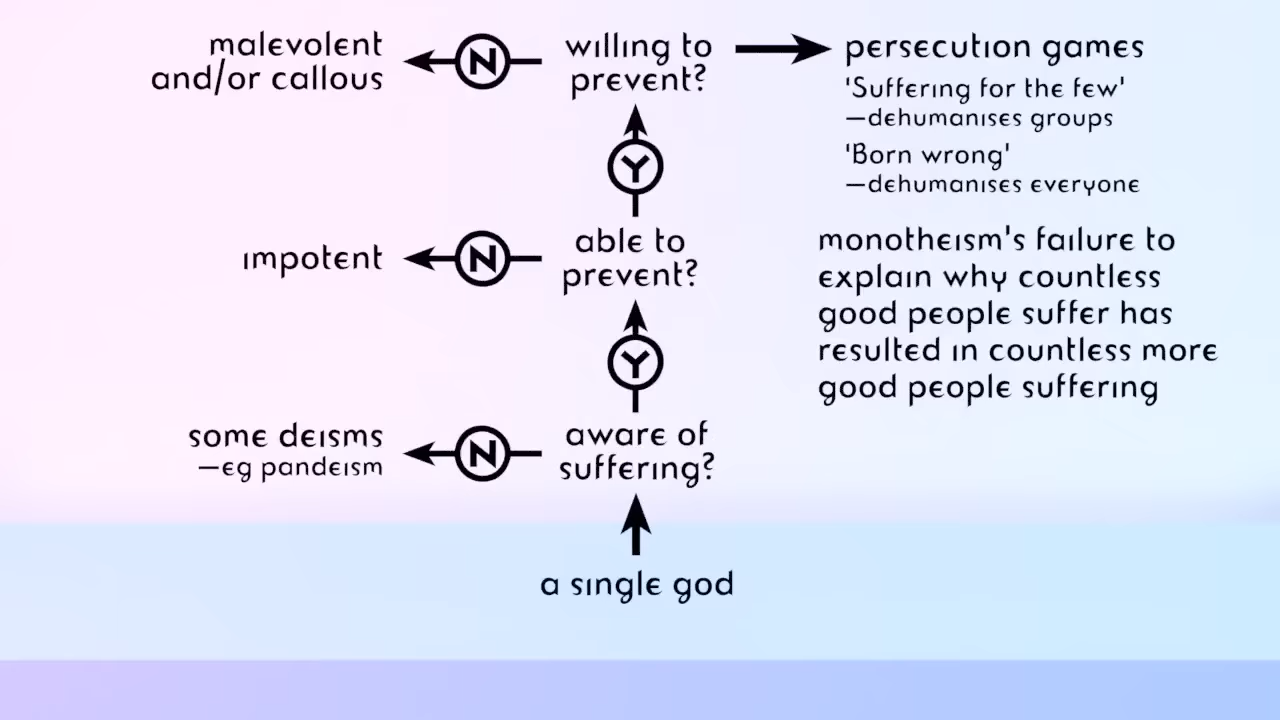 malevolent
and/or callous
N
willing to
prevent?
persecution games
'Suffering for the few'
—dehumanises groups
'Born wrong'
—dehumanises everyone
Y
impotent
N
able to
prevent?
monotheism's failure to
explain why countless
good people suffer has
resulted in countless more
good people suffering
Y
some deisms
—eg pandeism
N
aware of
suffering?
a single god